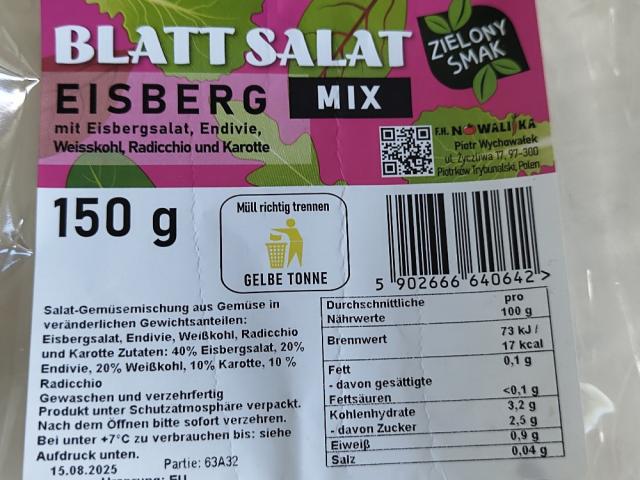 BLATT SALAT
EISBERG MIX
mit Eisbergsalat, Endivie,
Weisskohl, Radicchio und Karotte
ZIELONY
SMAK
F.H. NOWALIJKA
Piotr Wychowałek
ul. Życzliwa 17, 97-300
Piotrków Trybunalski, Polen
150 g
Müll richtig trennen
GELBE TONNE
5 902666 640642 >
Salat-Gemüsemischung aus Gemüse in
veränderlichen Gewichtsanteilen:
Eisbergsalat, Endivie, Weißkohl, Radicchio
und Karotte Zutaten: 40% Eisbergsalat, 20%
Endivie, 20% Weißkohl, 10% Karotte, 10 %
Radicchio
Gewaschen und verzehrfertig
Produkt unter Schutzatmosphäre verpackt.
Nach dem Öffnen bitte sofort verzehren.
Bei unter +7°C zu verbrauchen bis: siehe
Aufdruck unten.
15.08.2025 Partie: 63A32
Ursprung: EU
Durchschnittliche pro
Nährwerte 100 g
Brennwert 73 kJ /
17 kcal
Fett 0,1 g
- davon gesättigte
Fettsäuren <0,1 g
Kohlenhydrate 3,2 g
- davon Zucker 2,5 g
Eiweiß 0,9 g
Salz 0,04 g